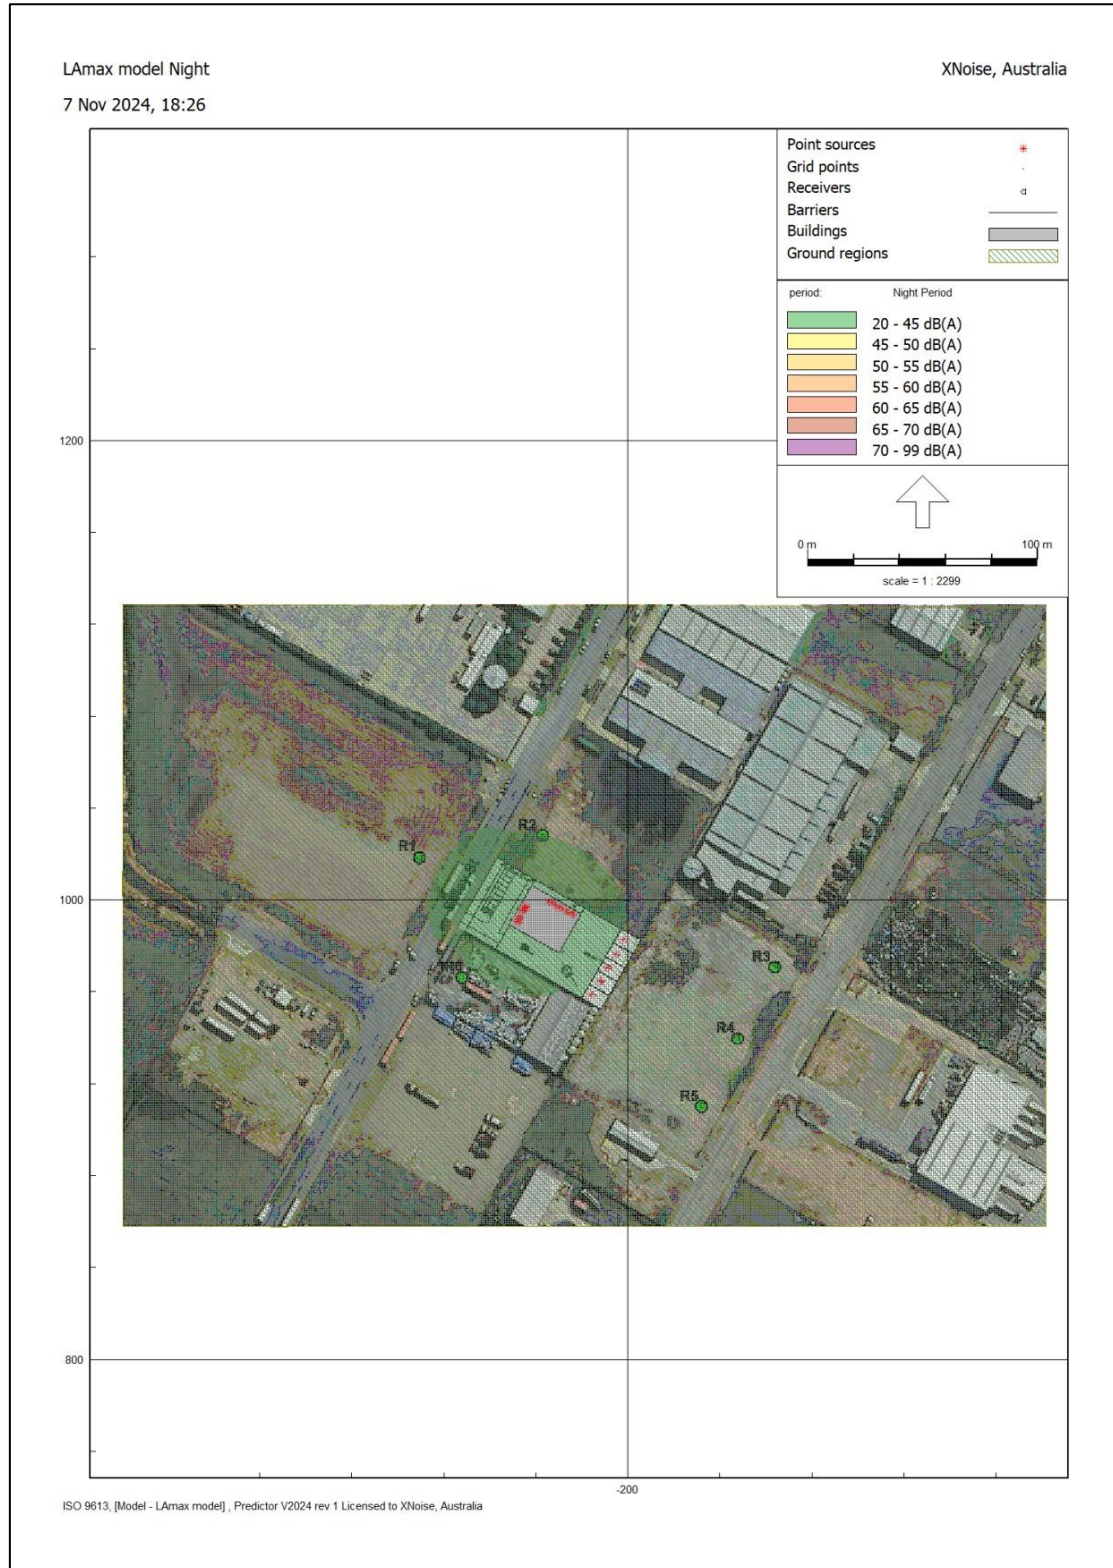 LAmax model Night
XNoise, Australia
7 Nov 2024, 18:26
Point sources
Grid points
Receivers
Barriers
Buildings
Ground regions
period: Night Period
20 - 45 dB(A)
45 - 50 dB(A)
50 - 55 dB(A)
55 - 60 dB(A)
60 - 65 dB(A)
65 - 70 dB(A)
70 - 99 dB(A)
1200
0 m 100 m
scale = 1 : 2299
R2
R1
1000
R3
R4
R5
800
-200
ISO 9613, [Model - LAmax model] , Predictor V2024 rev 1 Licensed to XNoise, Australia